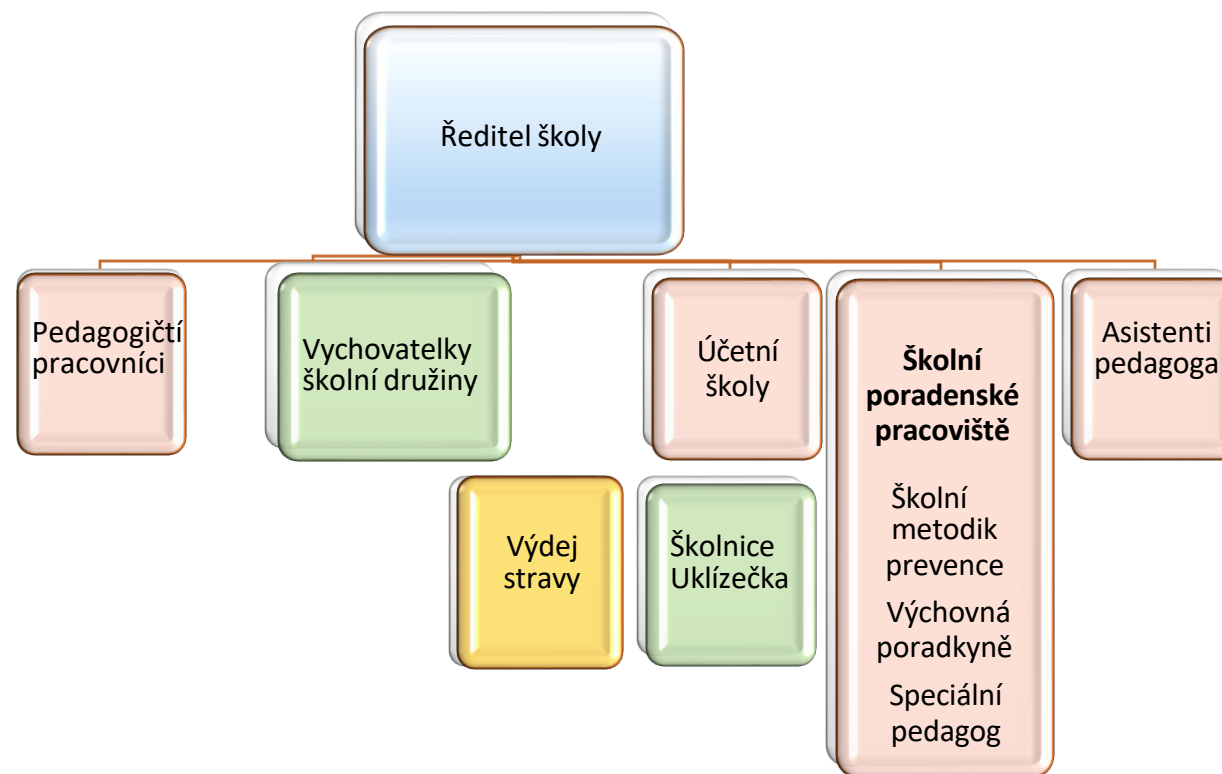 Ředitel školy
Pedagogičtí
pracovníci
Vychovatelky
školní družiny
Účetní
školy
Školní
poradenské
pracoviště
Školní
metodik
prevence
Výchovná
poradkyně
Speciální
pedagog
Asistenti
pedagoga
Výdej
stravy
Školnice
Uklízečka